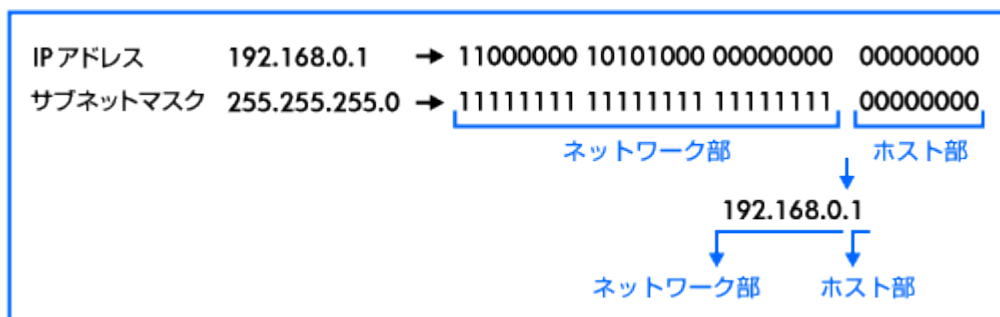 IPアドレス 192.168.0.1 → 11000000 10101000 00000000 00000000
サブネットマスク 255.255.255.0 → 11111111 11111111 11111111 00000000
ネットワーク部 ホスト部
192.168.0.1
ネットワーク部 ホスト部